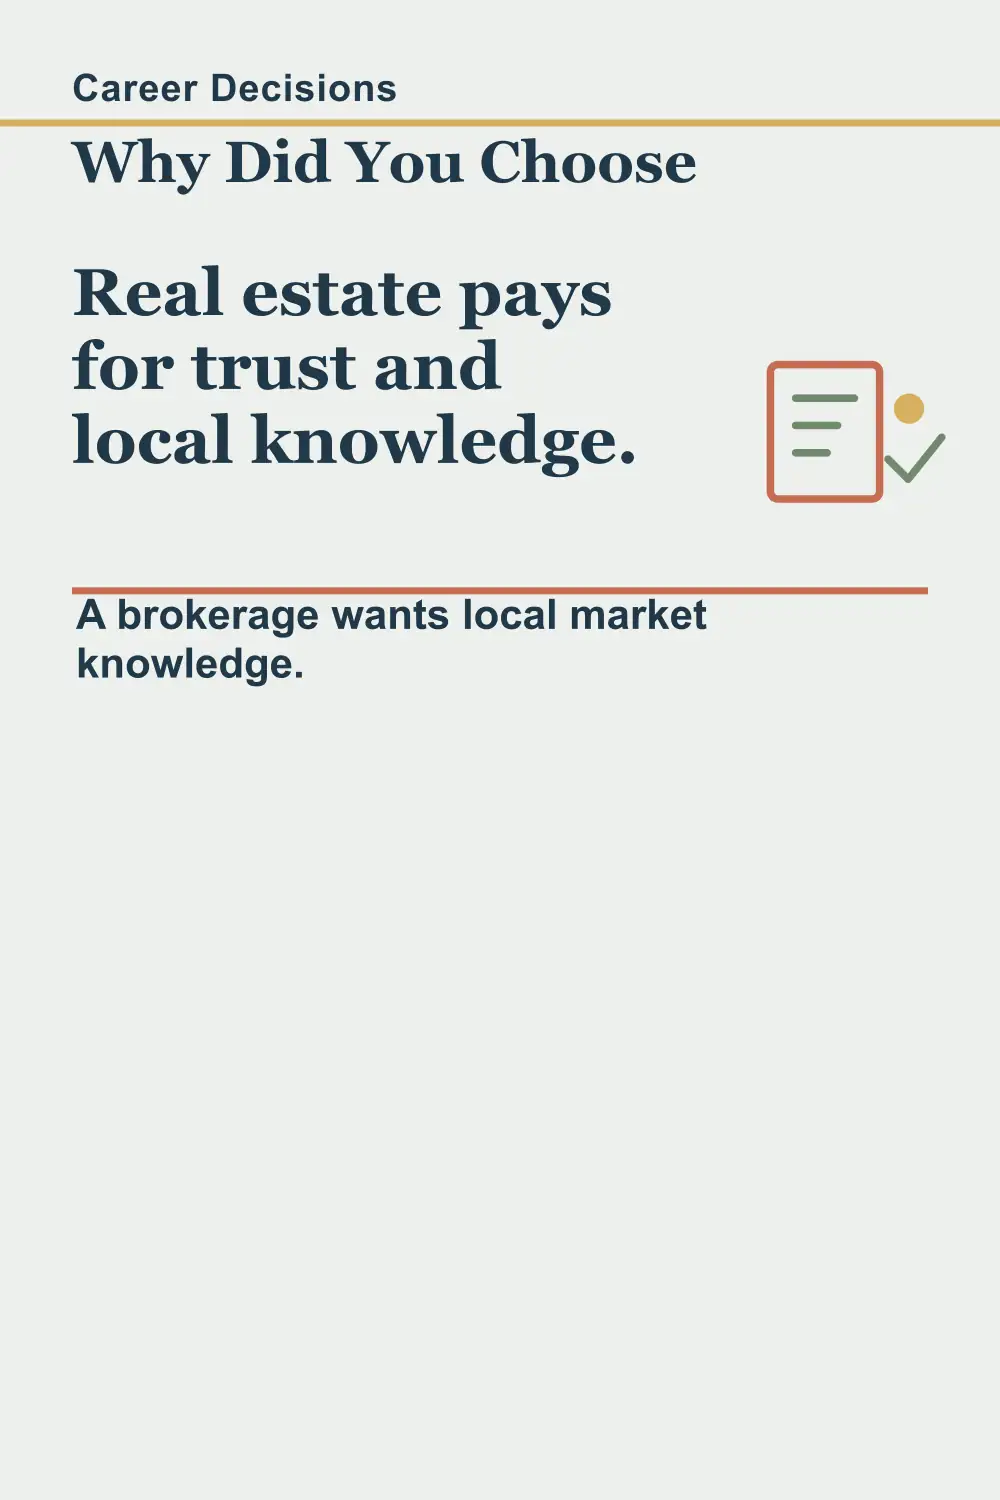 Career Decisions
Why Did You Choose
Real estate pays
for trust and
local knowledge.
A brokerage wants local market
knowledge.